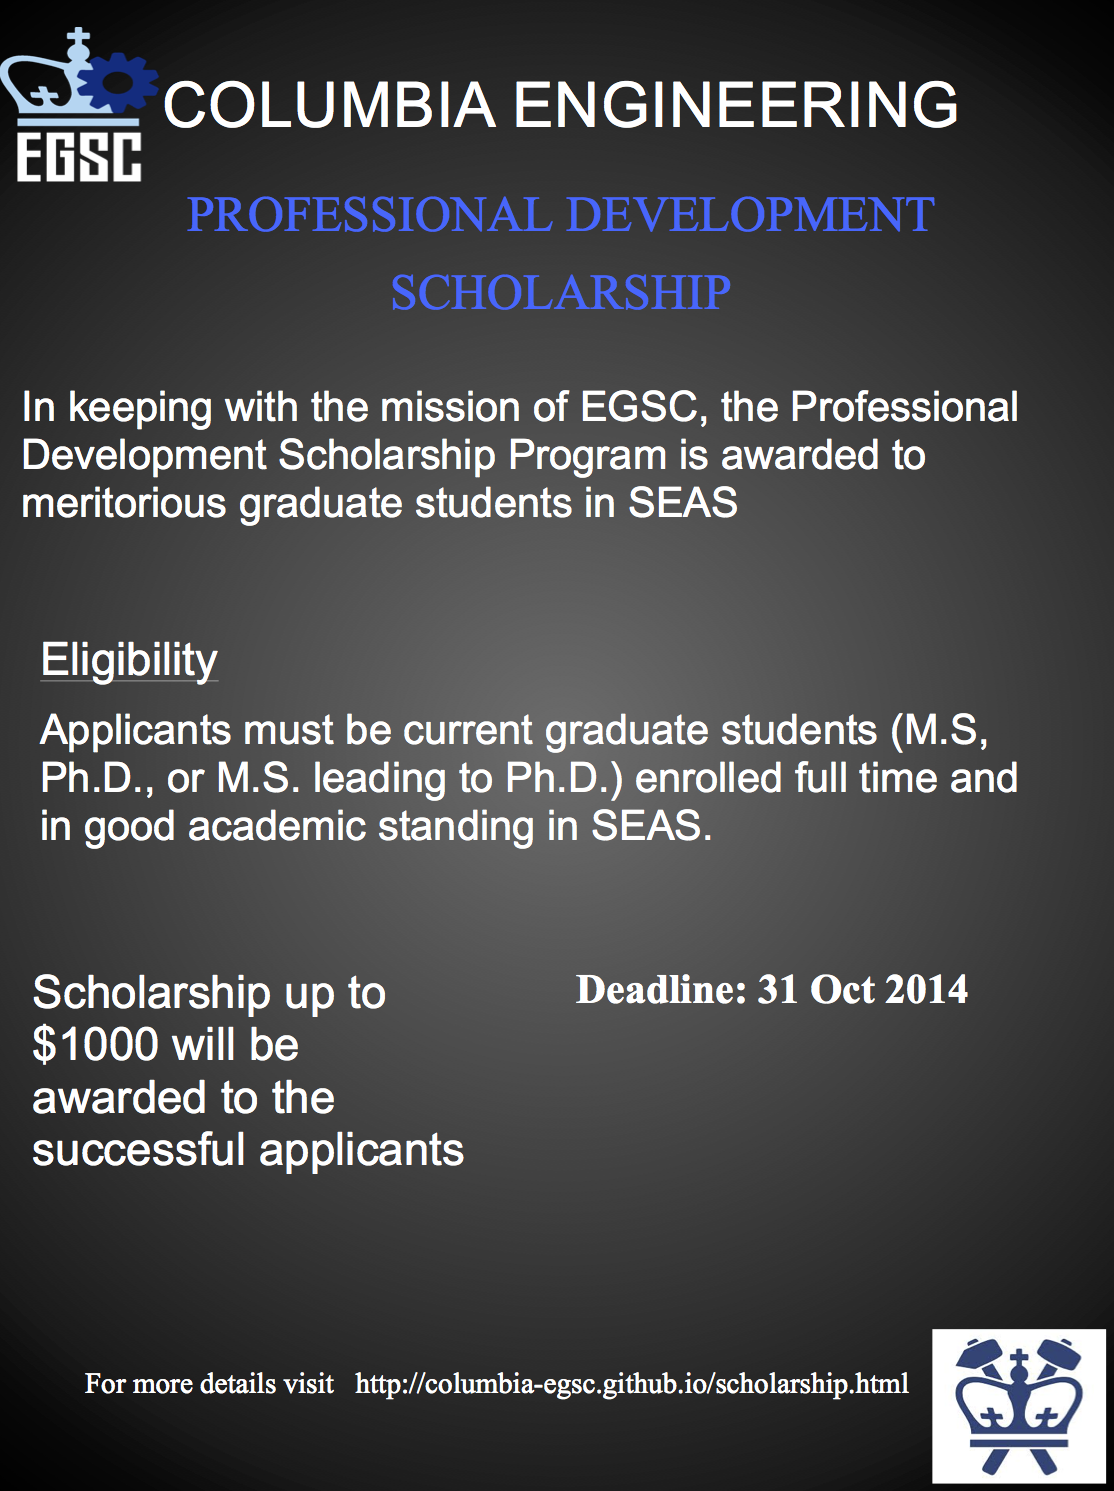 EGSC
COLUMBIA ENGINEERING
PROFESSIONAL DEVELOPMENT
SCHOLARSHIP
In keeping with the mission of EGSC, the Professional
Development Scholarship Program is awarded to
meritorious graduate students in SEAS
Eligibility
Applicants must be current graduate students (M.S,
Ph.D., or M.S. leading to Ph.D.) enrolled full time and
in good academic standing in SEAS.
Scholarship up to
$1000 will be
awarded to the
successful applicants
Deadline: 31 Oct 2014
For more details visit http://columbia-egsc.github.io/scholarship.html